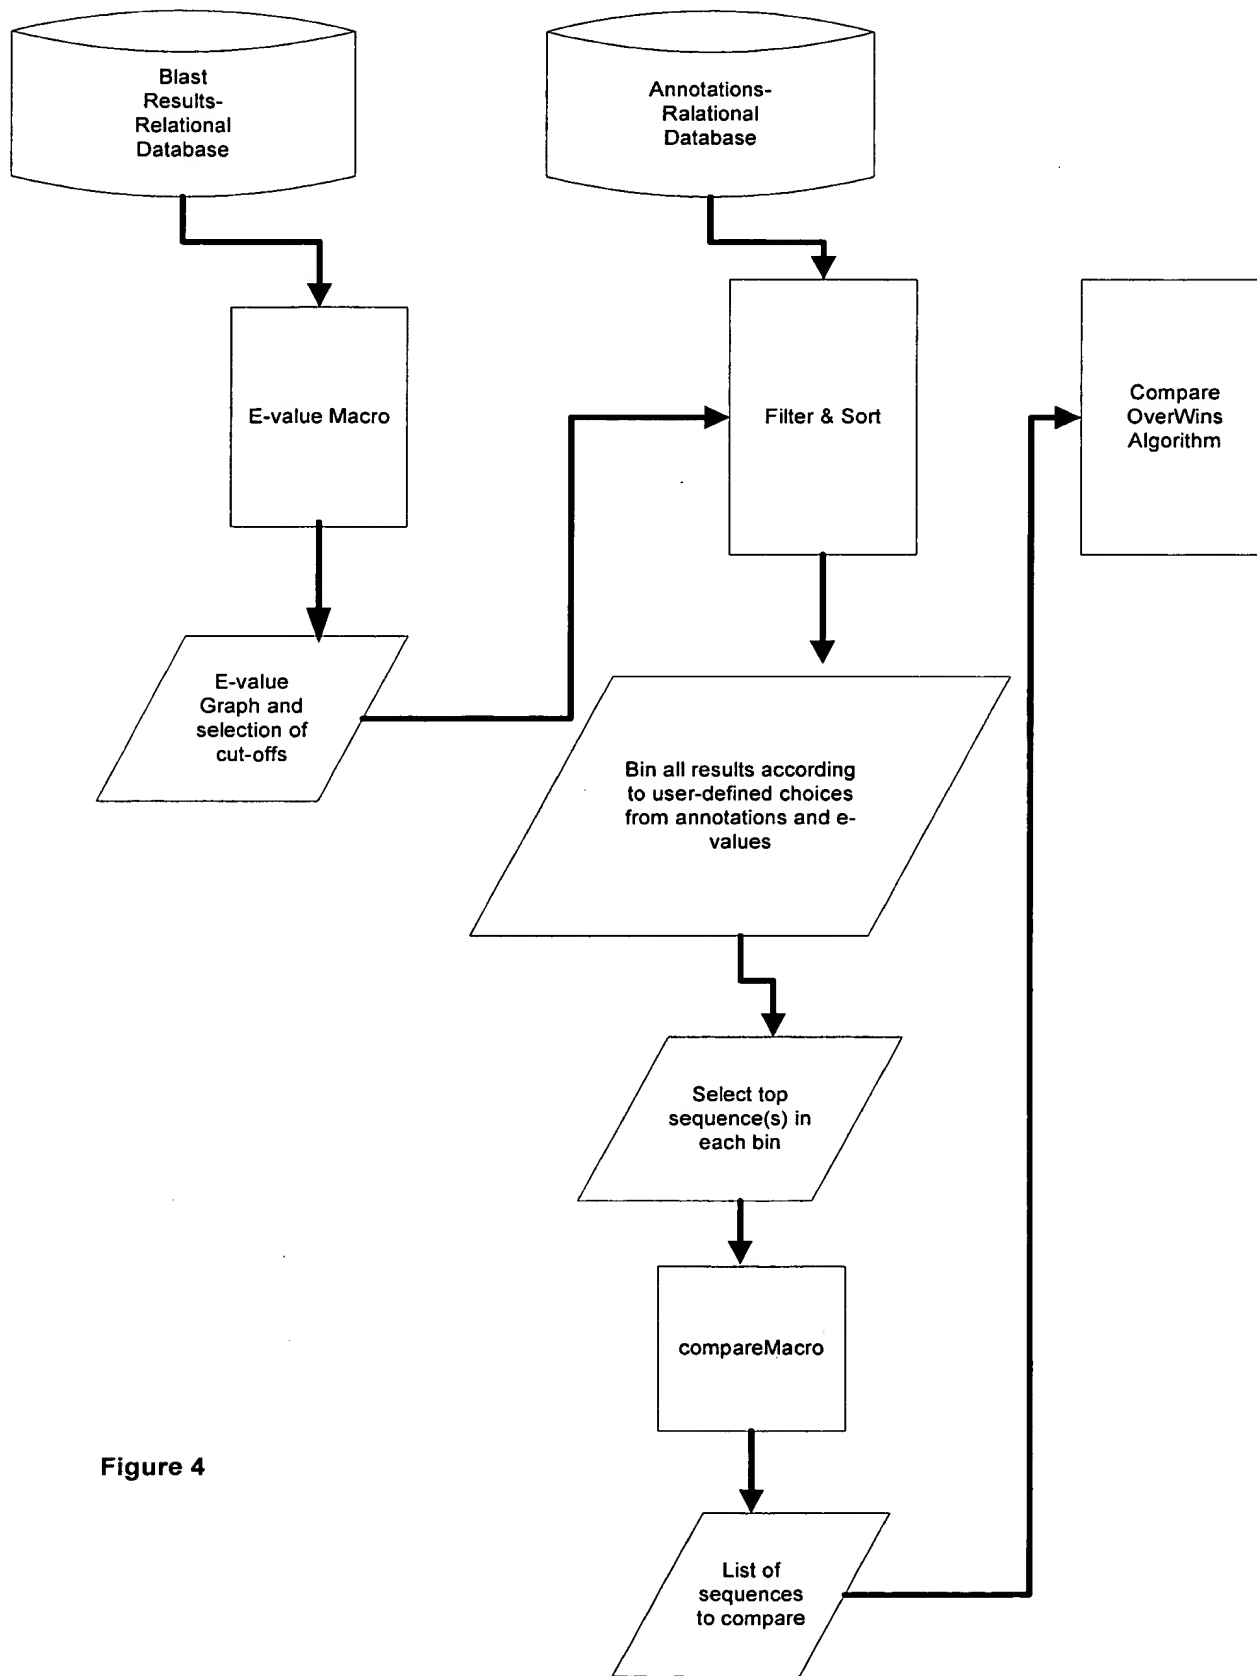 Blast
Results-
Relational
Database
Annotations-
Ralational
Database
E-value Macro
Filter & Sort
Compare
OverWins
Algorithm
E-value
Graph and
selection of
cut-offs
Bin all results according
to user-defined choices
from annotations and e-
values
Select top
sequence(s) in
each bin
compareMacro
Figure 4
List of
sequences
to compare